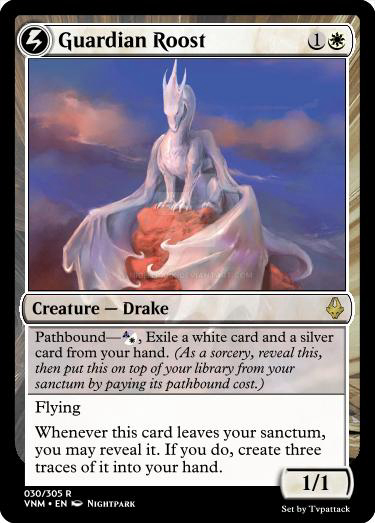 Guardian Roost
1
Creature — Drake
Pathbound—, Exile a white card and a silver
card from your hand. (As a sorcery, reveal this,
then put this on top of your library from your
sanctum by paying its pathbound cost.)
Flying
Whenever this card leaves your sanctum,
you may reveal it. If you do, create three
traces of it into your hand.
1/1
030/305 R
VNM • EN Nightpark
Set by Tvpattack